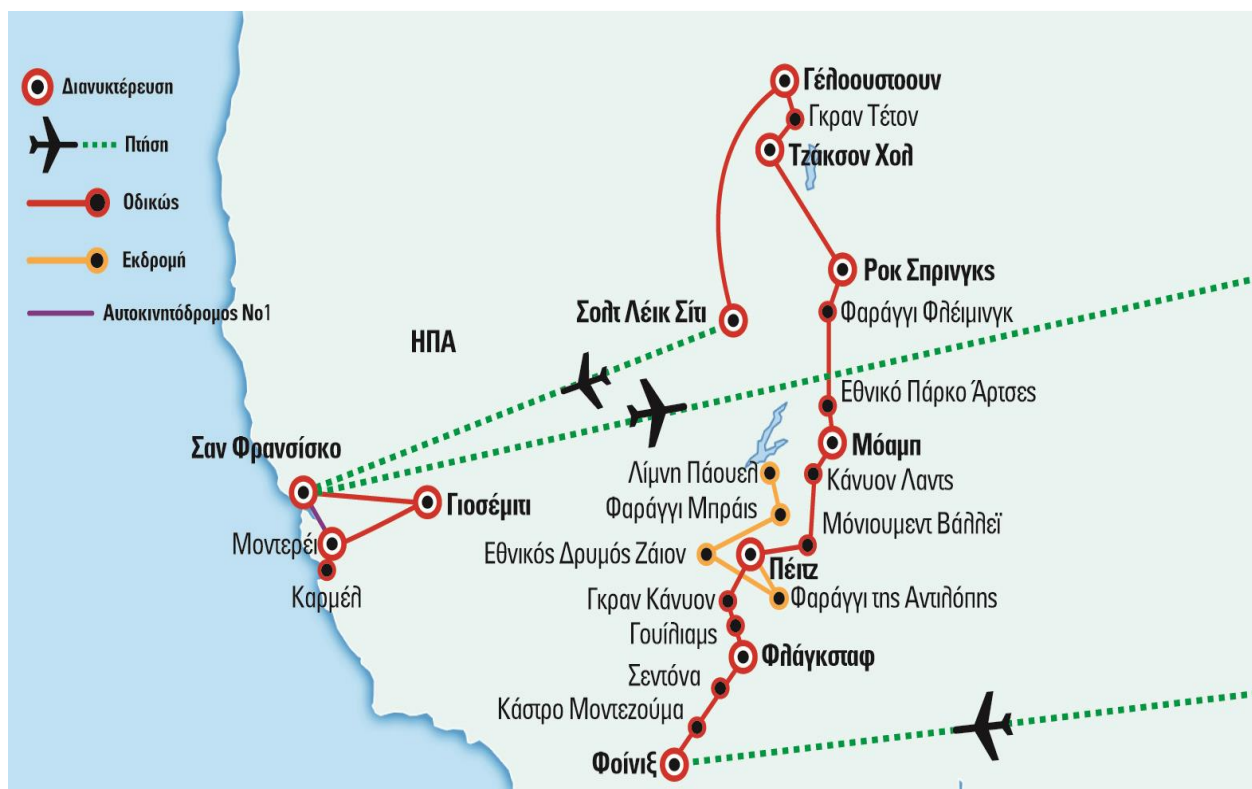 Διανυκτέρευση
Πτήση
Οδικώς
Εκδρομή
Αυτοκινητόδρομος Νο1
Γέλοουστοουν
Γκραν Τέτον
Τζάκσον Χολ
Ροκ Σπρινγκς
Φαράγγι Φλέιμινγκ
Σολτ Λέικ Σίτι
ΗΠΑ
Εθνικό Πάρκο Άρτσες
Μόαμπ
Σαν Φρανσίσκο
Λίμνη Πάουελ
Κάνυον Λαντς
Γιοσέμιτι
Φαράγγι Μπράις
Μόνιουμεντ Βάλλεϊ
Μοντερέι
Εθνικός Δρυμός Ζάιον
Πέιτζ
Καρμέλ
Γκραν Κάνυον
Φαράγγι της Αντιλόπης
Γουίλιαμς
Φλάγκσταφ
Σεντόνα
Κάστρο Μοντεζούμα
Φοίνιξ